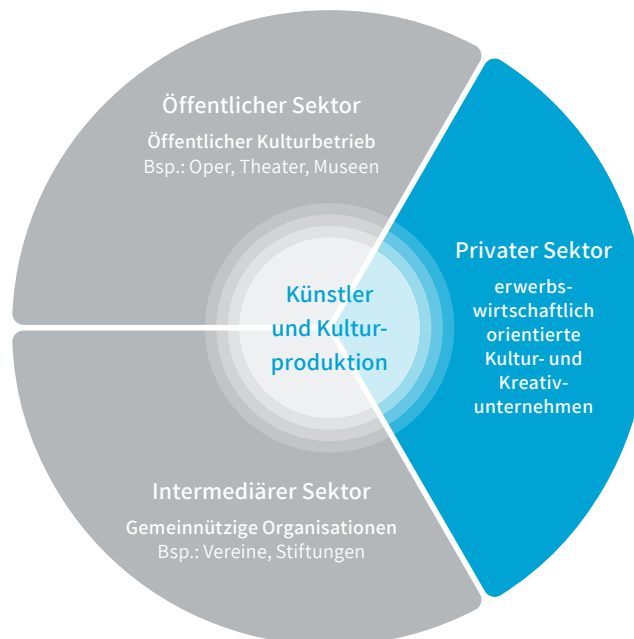 Öffentlicher Sektor
Öffentlicher Kulturbetrieb
Bsp.: Oper, Theater, Museen
Privater Sektor
erwerbs-
wirtschaftlich
orientierte
Kultur- und
Kreativ-
unternehmen
Künstler
und Kultur-
produktion
Intermediärer Sektor
Gemeinnützige Organisationen
Bsp.: Vereine, Stiftungen